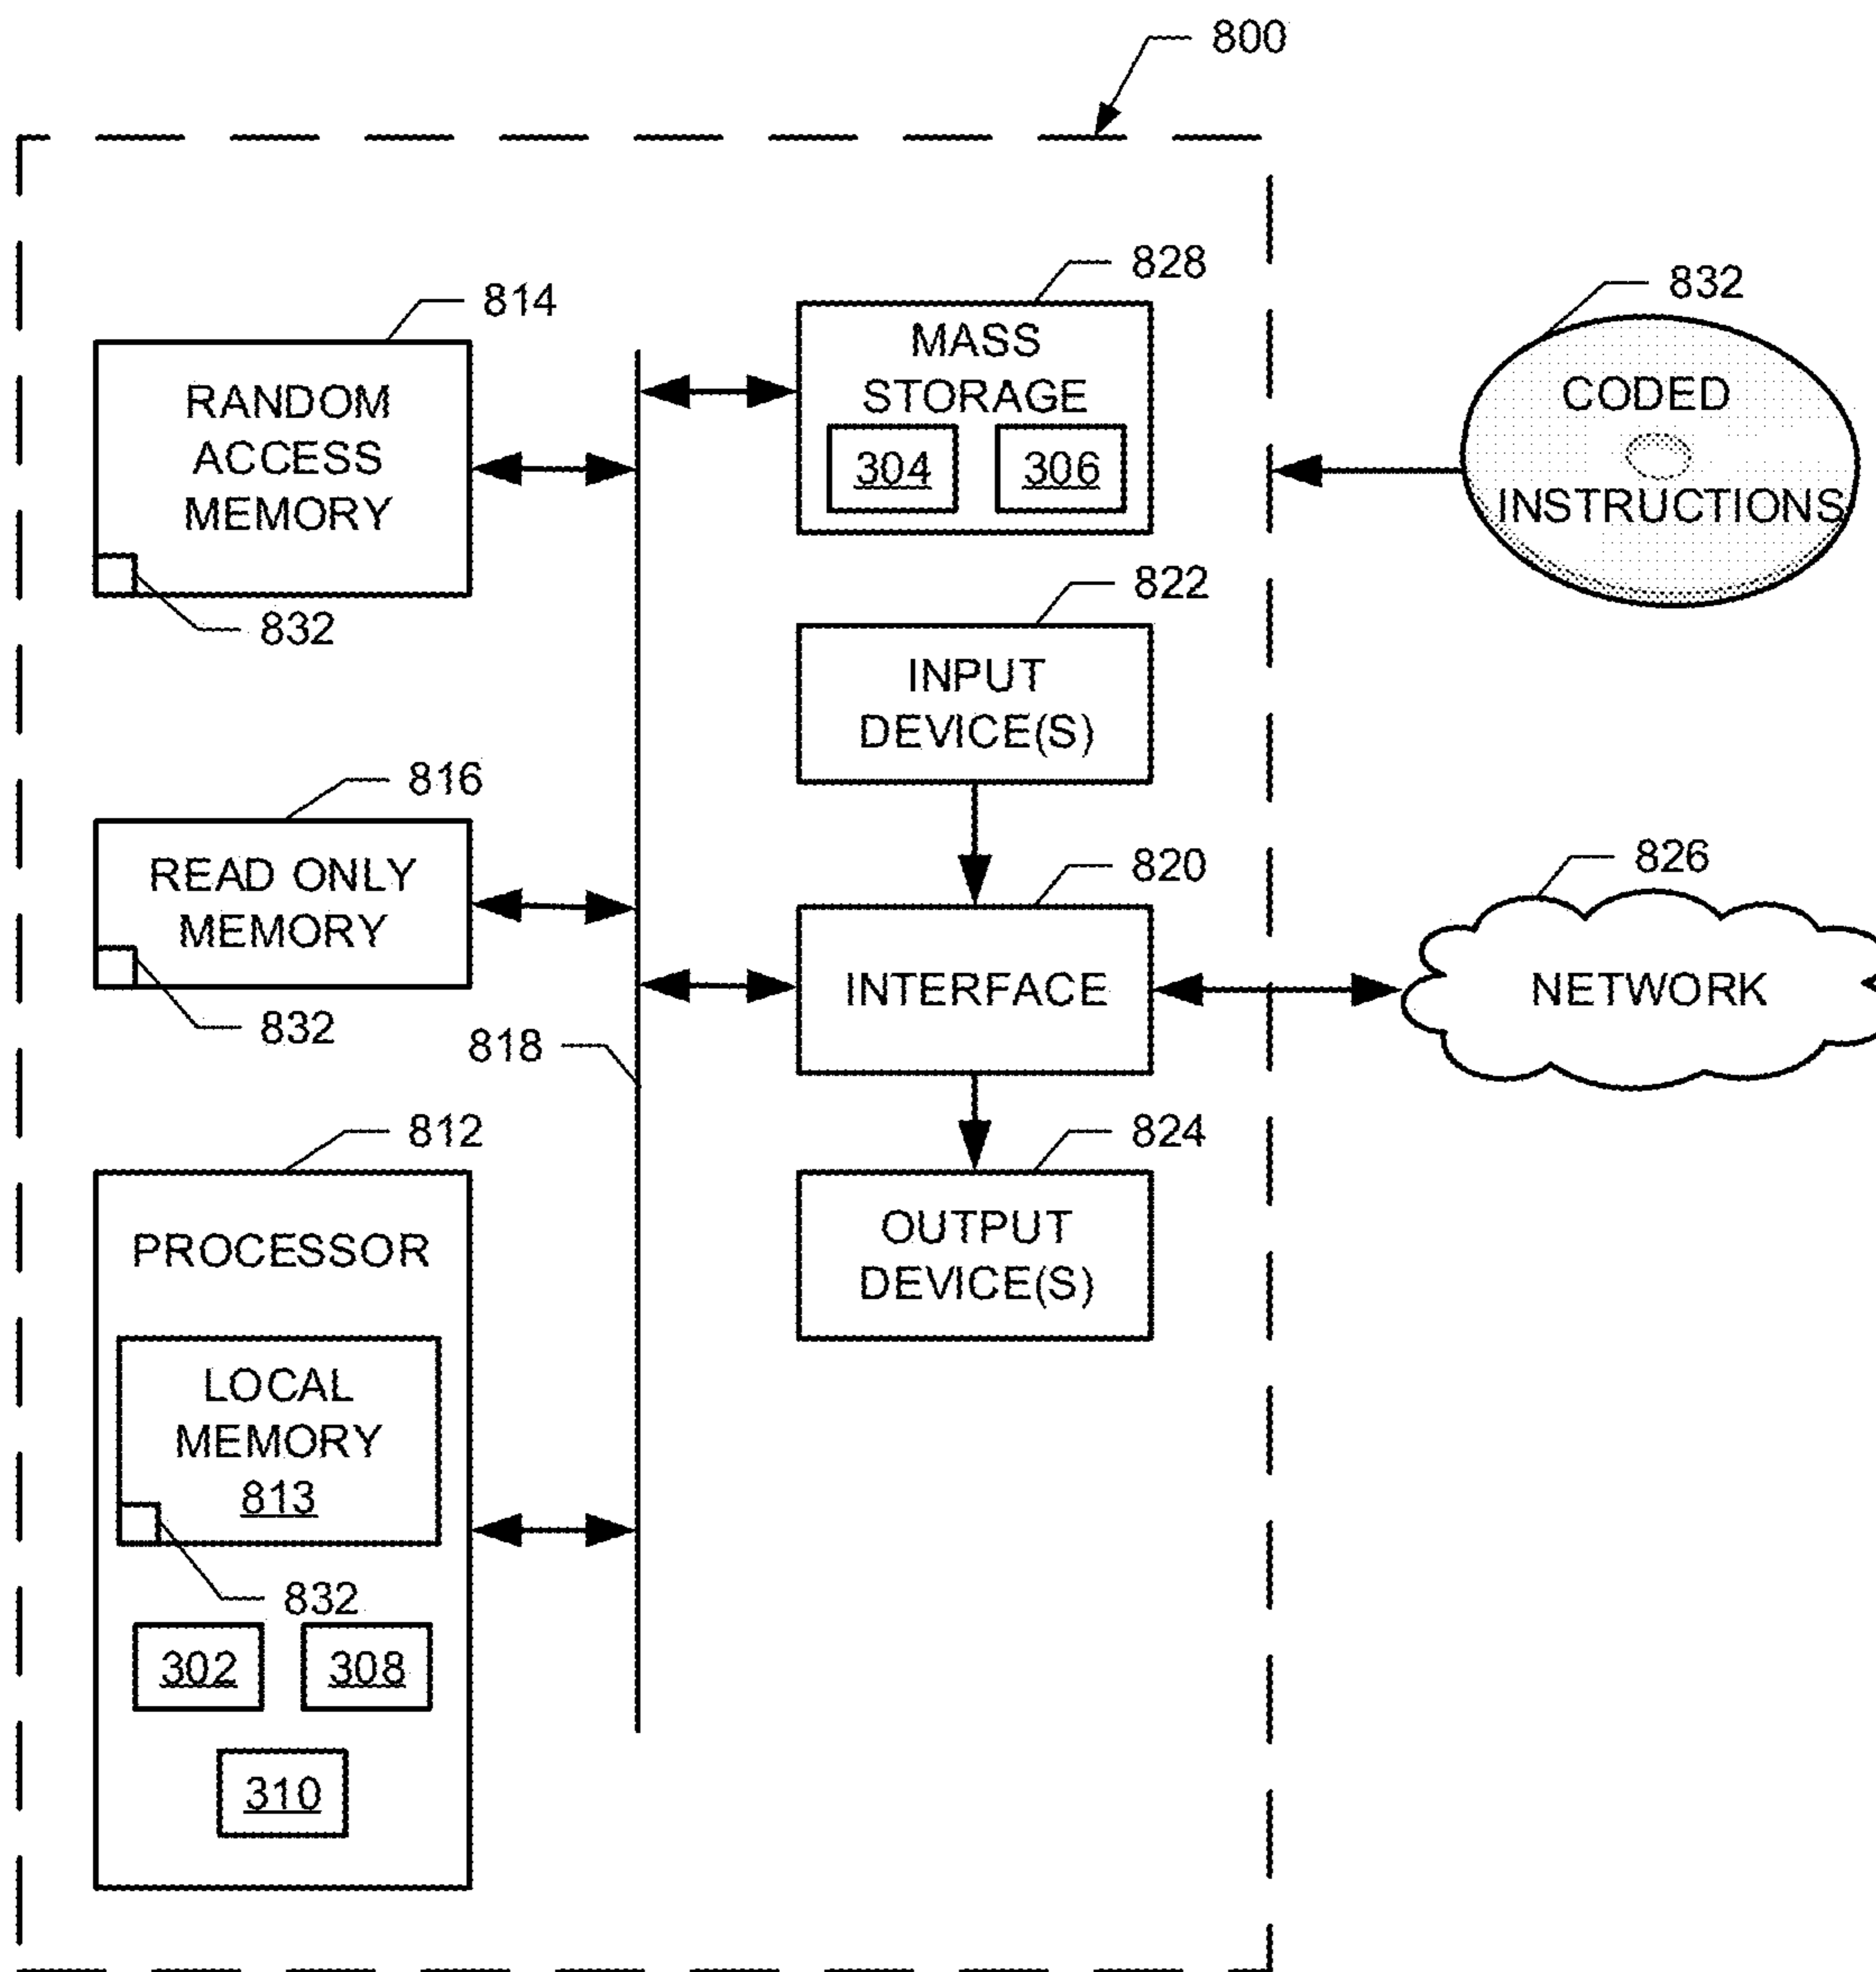 800
828
814
832
MASS
STORAGE
304
306
RANDOM
ACCESS
MEMORY
832
CODED
INSTRUCTIONS
822
INPUT
DEVICE(S)
816
READ ONLY
MEMORY
832
820
INTERFACE
826
NETWORK
818
812
PROCESSOR
LOCAL
MEMORY
813
832
302
308
310
824
OUTPUT
DEVICE(S)